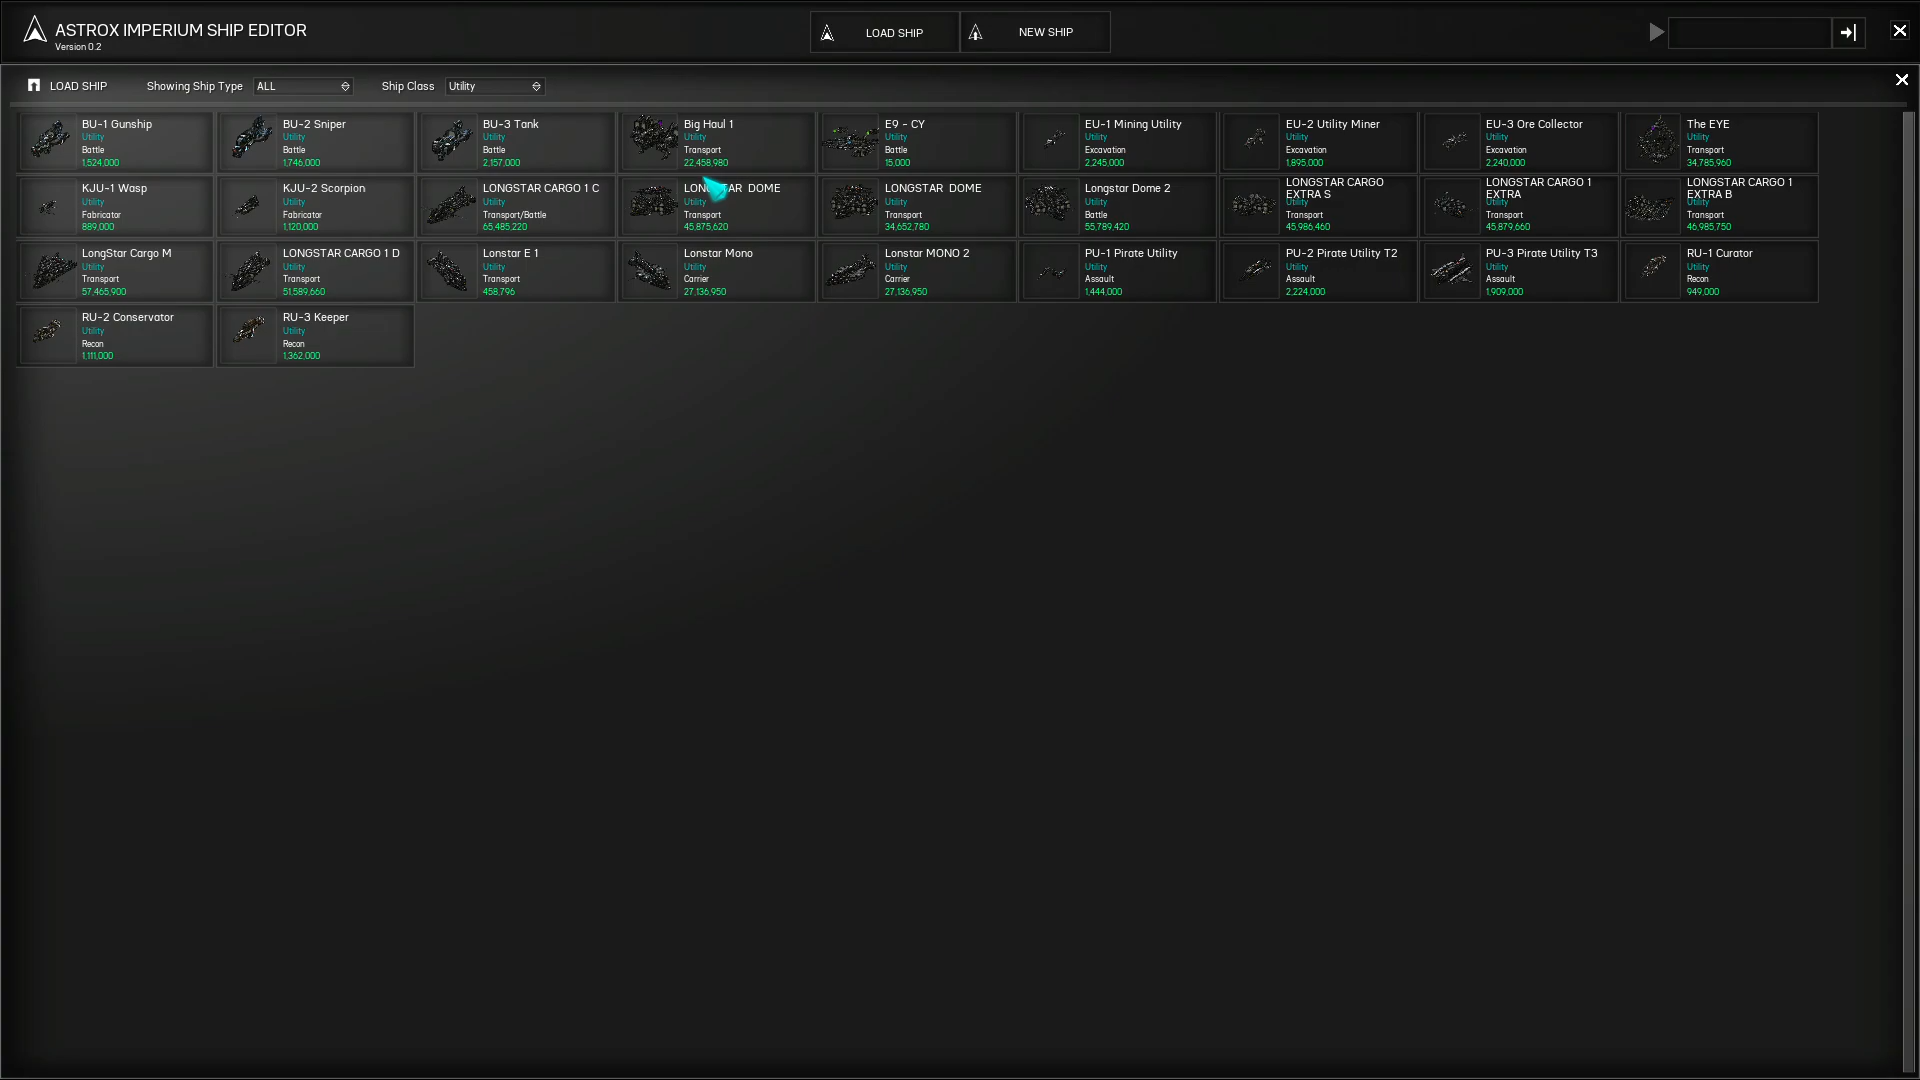 ASTROX IMPERIUM SHIP EDITOR
Version 0.2
LOAD SHIP
NEW SHIP
LOAD SHIP
Showing Ship Type
ALL
Ship Class
Utility
BU-1 Gunship
Utility
Battle
1,524,000
BU-2 Sniper
Utility
Battle
1,746,000
BU-3 Tank
Utility
Battle
2,157,000
Big Haul 1
Utility
Transport
22,458,980
E9 - CY
Utility
Battle
15,000
EU-1 Mining Utility
Utility
Excavation
2,245,000
EU-2 Utility Miner
Utility
Excavation
1,895,000
EU-3 Ore Collector
Utility
Excavation
2,240,000
The EYE
Utility
Transport
34,785,960
KJU-1 Wasp
Utility
Fabricator
889,000
KJU-2 Scorpion
Utility
Fabricator
1,120,000
LONGSTAR CARGO 1 C
Utility
Transport/Battle
65,485,220
DOME
Utility
Transport
45,875,620
LONGSTAR DOME
Utility
Transport
34,652,780
Longstar Dome 2
Utility
Battle
55,789,420
LONGSTAR CARGO
EXTRA S
Utility
Transport
45,986,460
LONGSTAR CARGO 1
EXTRA
Utility
Transport
45,879,660
LONGSTAR CARGO 1
EXTRA B
Utility
Transport
46,985,750
LongStar Cargo M
Utility
Transport
57,465,900
LONGSTAR CARGO 1 D
Utility
Transport
51,589,660
Lonstar E 1
Utility
Transport
458,796
Lonstar Mono
Utility
Carrier
27,136,950
Lonstar MONO 2
Utility
Carrier
27,136,950
PU-1 Pirate Utility
Utility
Assault
1,444,000
PU-2 Pirate Utility T2
Utility
Assault
2,224,000
PU-3 Pirate Utility T3
Utility
Assault
1,909,000
RU-1 Curator
Utility
Recon
949,000
RU-2 Conservator
Utility
Recon
1,111,000
RU-3 Keeper
Utility
Recon
1,362,000